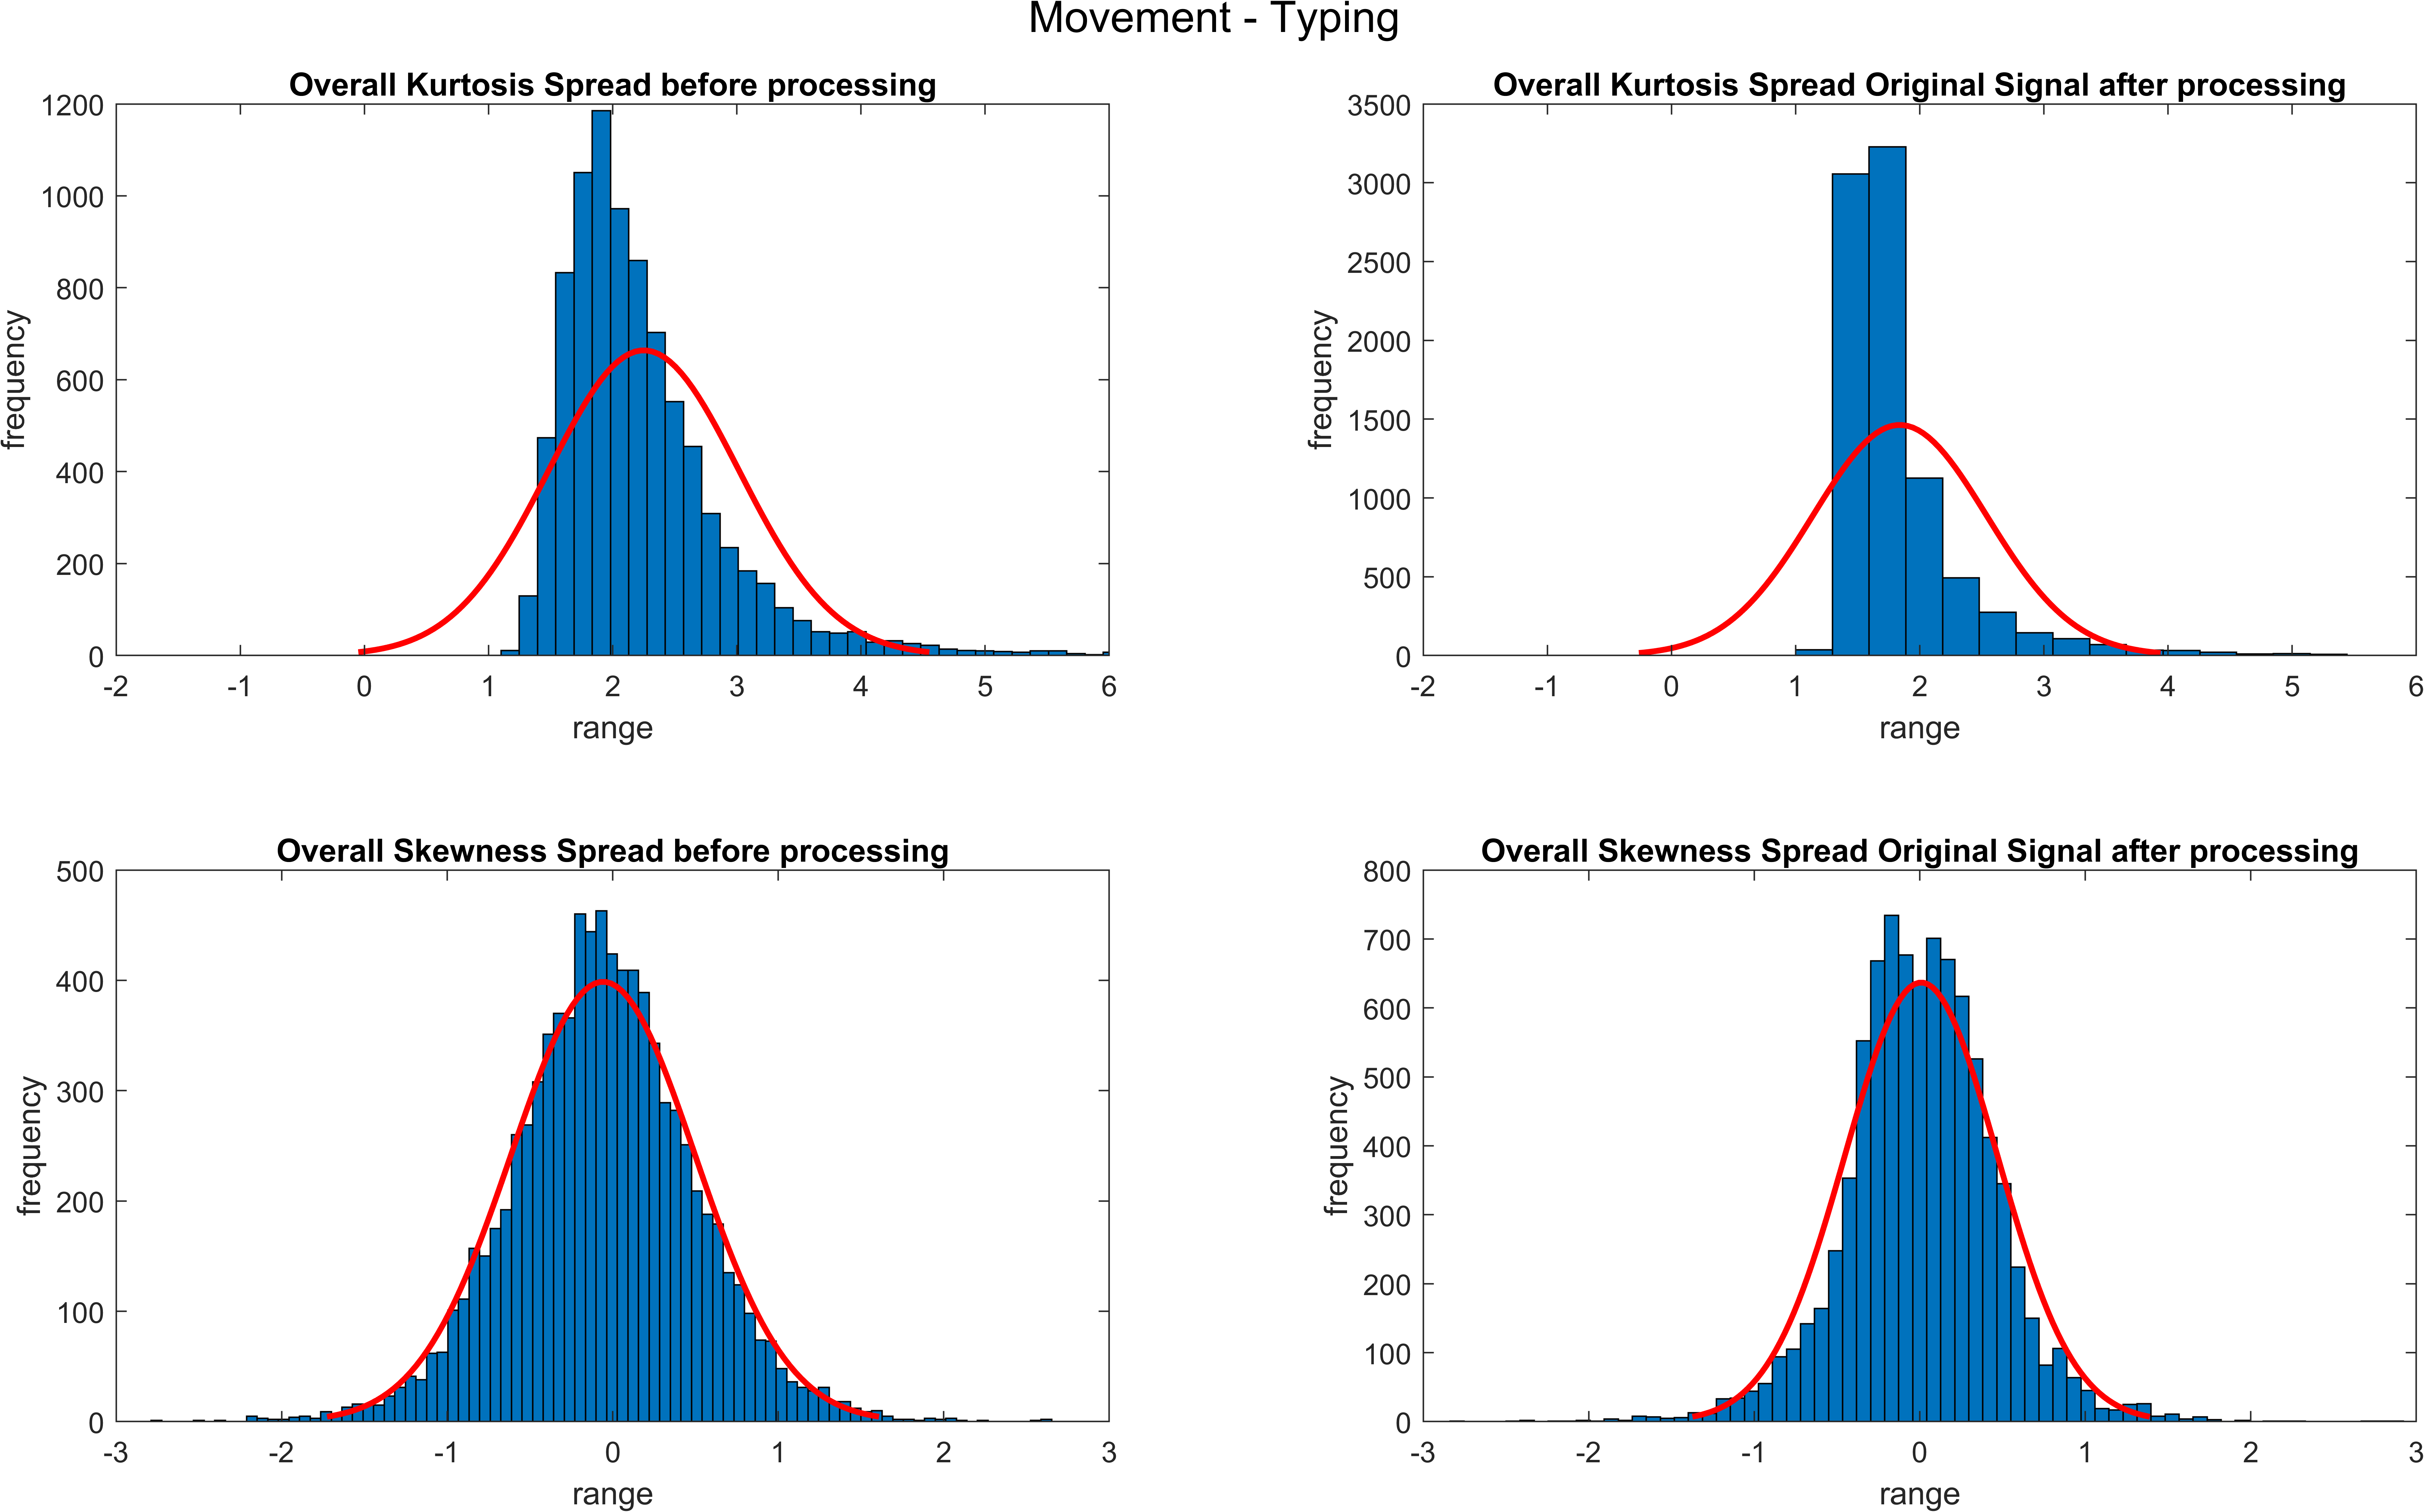 Movement - Typing
Overall Kurtosis Spread before processing
1200
1000
800
600
400
200
0
frequency
-2 -1 0 1 2 3 4 5 6
range
Overall Kurtosis Spread Original Signal after processing
3500
3000
2500
2000
1500
1000
500
0
frequency
-2 -1 0 1 2 3 4 5 6
range
Overall Skewness Spread before processing
500
400
300
200
100
0
frequency
-3 -2 -1 0 1 2 3
range
Overall Skewness Spread Original Signal after processing
800
700
600
500
400
300
200
100
0
frequency
-3 -2 -1 0 1 2 3
range